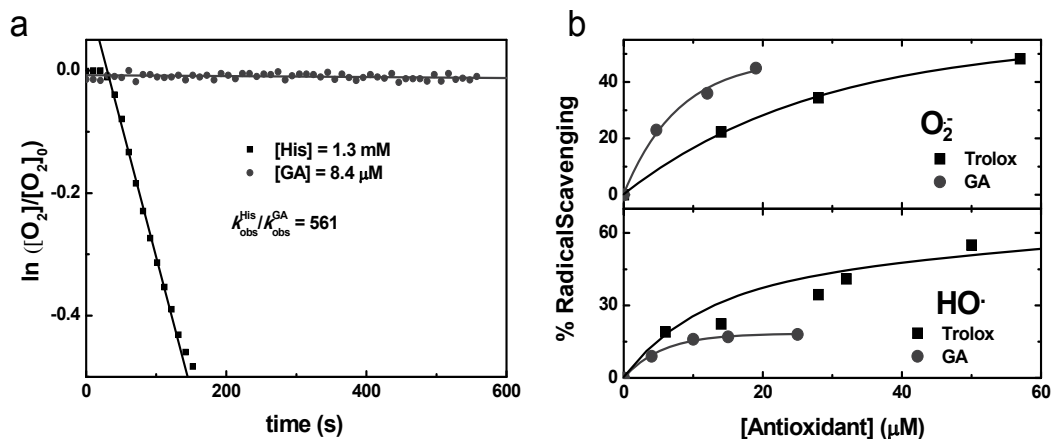 a
ln ([O2]/[O2]0)
0.0
-0.2
-0.4
[His] = 1.3 mM
[GA] = 8.4 μM
k^His_obs/k^GA_obs = 561
0 200 400 600
time (s)
b
% RadicalScavenging
40
20
0
O2·-
Trolox
GA
60
30
0
HO·
Trolox
GA
0 20 40 60
[Antioxidant] (μM)